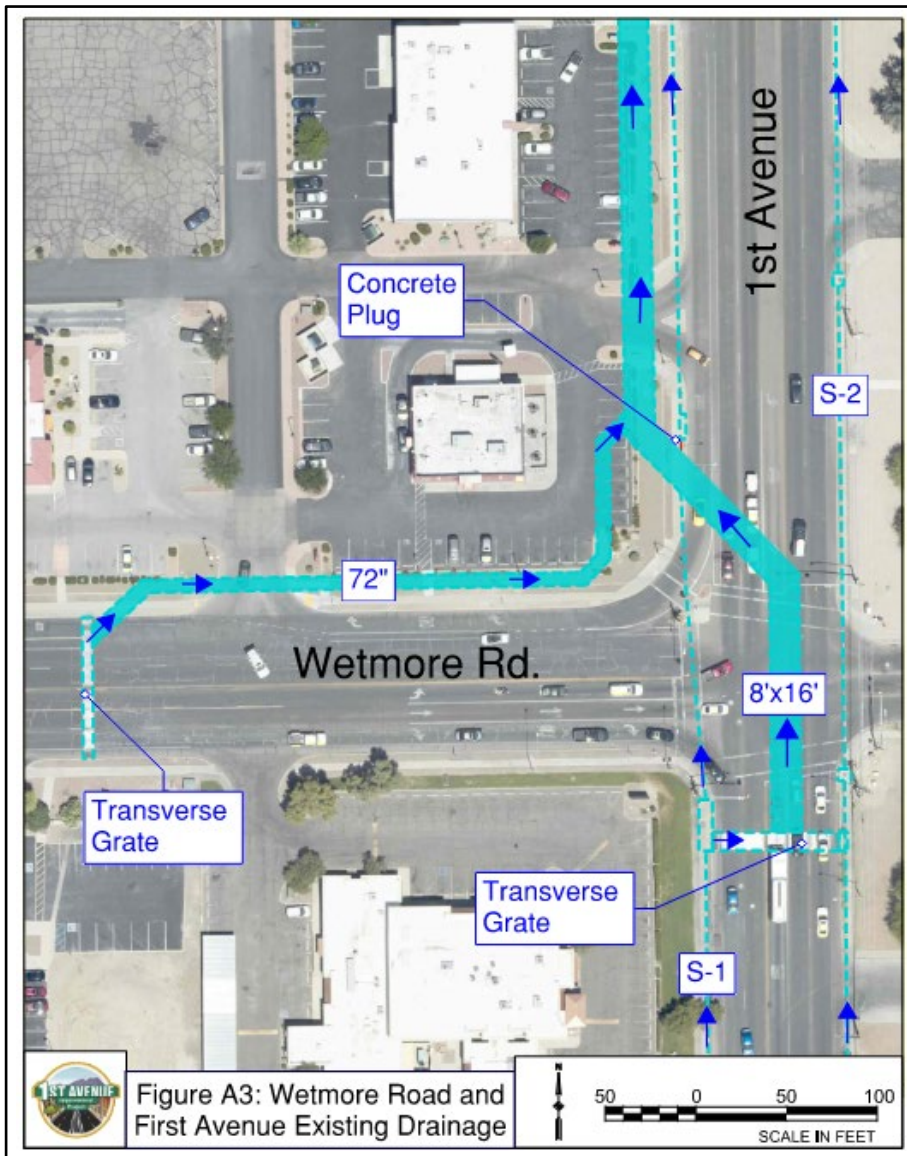 1st Avenue
Concrete
Plug
S-2
72"
Wetmore Rd.
8'x16'
Transverse
Grate
Transverse
Grate
S-1
1ST AVENUE
Figure A3: Wetmore Road and
First Avenue Existing Drainage
N
50 0 50 100
SCALE IN FEET